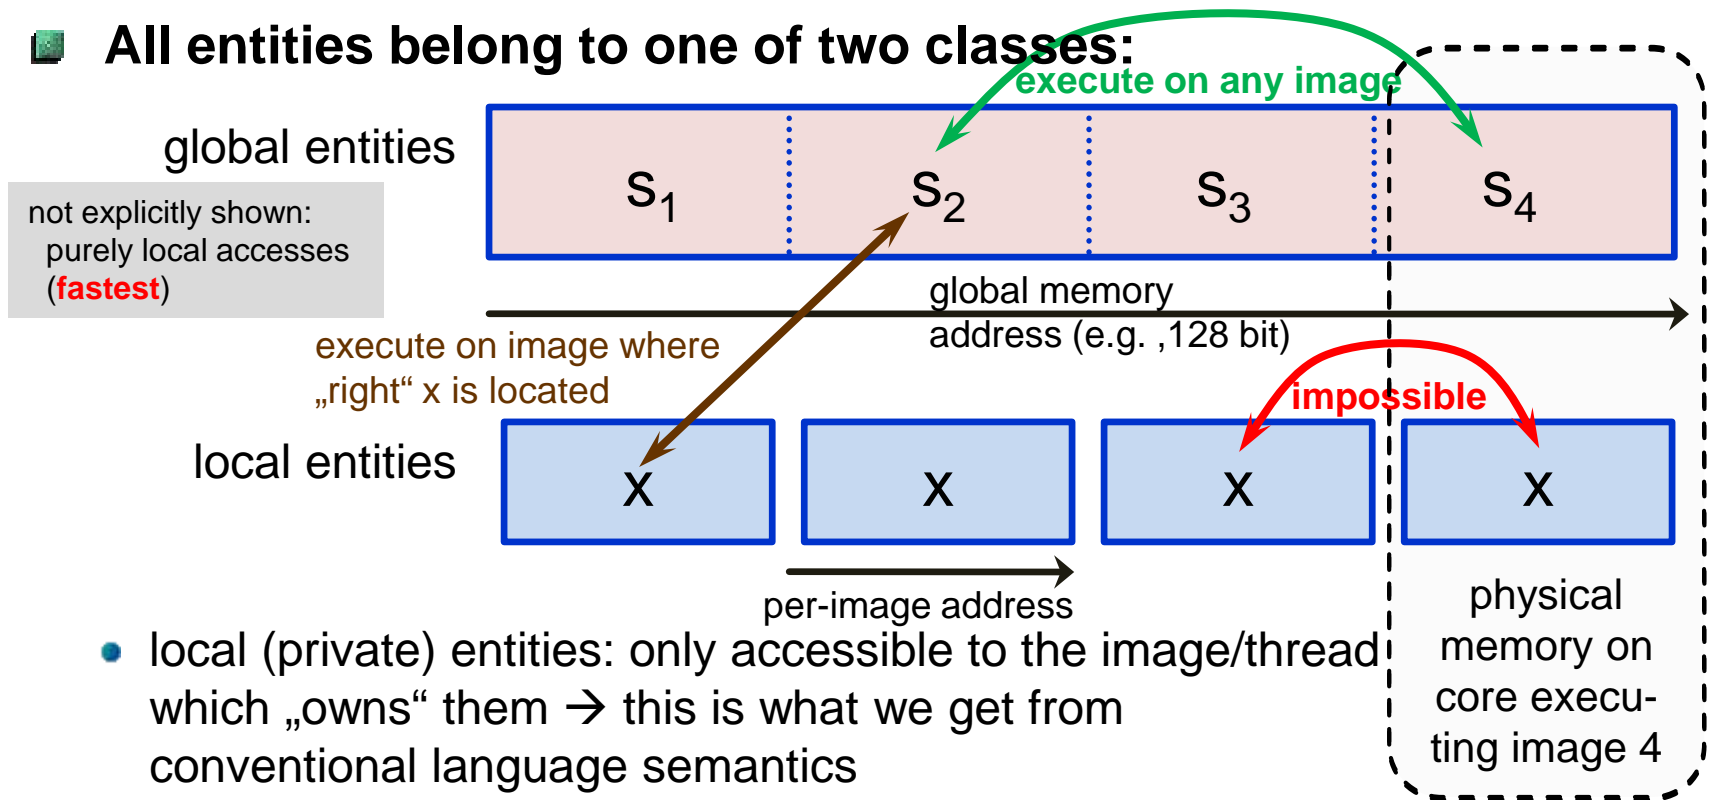 All entities belong to one of two classes:
execute on any image
global entities
s1
s2
s3
s4
not explicitly shown:
purely local accesses
(fastest)
global memory
address (e.g. ,128 bit)
execute on image where
„right“ x is located
impossible
local entities
x
x
x
x
per-image address
physical
memory on
core execu-
ting image 4
local (private) entities: only accessible to the image/thread
which „owns“ them → this is what we get from
conventional language semantics